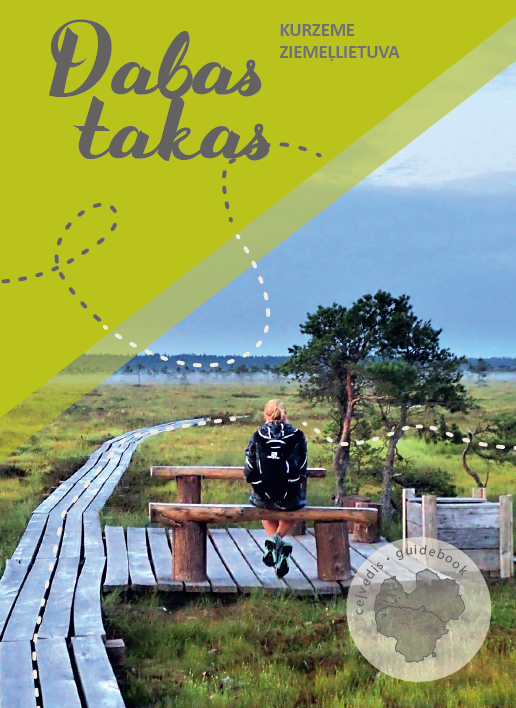 KURZEME
ZIEMEĻLIETUVA
Dabas
takas
ceļvedis • guidebook